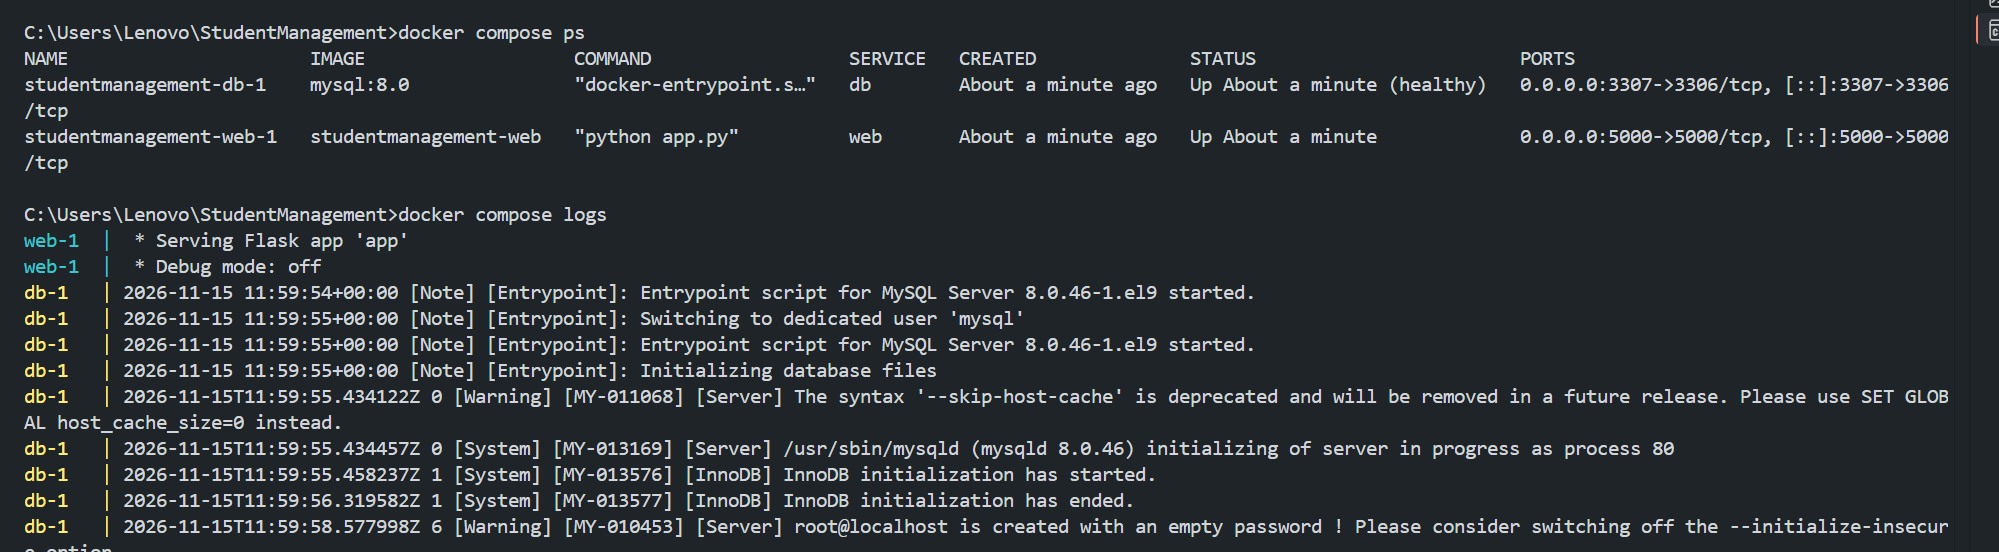 C:\Users\Lenovo\StudentManagement>docker compose ps
NAME IMAGE COMMAND SERVICE CREATED STATUS PORTS
studentmanagement-db-1 mysql:8.0 "docker-entrypoint.s…" db About a minute ago Up About a minute (healthy) 0.0.0.0:3307->3306/tcp, [::]:3307->3306
/tcp
studentmanagement-web-1 studentmanagement-web "python app.py" web About a minute ago Up About a minute 0.0.0.0:5000->5000/tcp, [::]:5000->5000
/tcp
C:\Users\Lenovo\StudentManagement>docker compose logs
web-1 | * Serving Flask app 'app'
web-1 | * Debug mode: off
db-1 | 2026-11-15 11:59:54+00:00 [Note] [Entrypoint]: Entrypoint script for MySQL Server 8.0.46-1.el9 started.
db-1 | 2026-11-15 11:59:55+00:00 [Note] [Entrypoint]: Switching to dedicated user 'mysql'
db-1 | 2026-11-15 11:59:55+00:00 [Note] [Entrypoint]: Entrypoint script for MySQL Server 8.0.46-1.el9 started.
db-1 | 2026-11-15 11:59:55+00:00 [Note] [Entrypoint]: Initializing database files
db-1 | 2026-11-15T11:59:55.434122Z 0 [Warning] [MY-011068] [Server] The syntax '--skip-host-cache' is deprecated and will be removed in a future release. Please use SET GLOB
AL host_cache_size=0 instead.
db-1 | 2026-11-15T11:59:55.434457Z 0 [System] [MY-013169] [Server] /usr/sbin/mysqld (mysqld 8.0.46) initializing of server in progress as process 80
db-1 | 2026-11-15T11:59:55.458237Z 1 [System] [MY-013576] [InnoDB] InnoDB initialization has started.
db-1 | 2026-11-15T11:59:56.319582Z 1 [System] [MY-013577] [InnoDB] InnoDB initialization has ended.
db-1 | 2026-11-15T11:59:58.577998Z 6 [Warning] [MY-010453] [Server] root@localhost is created with an empty password ! Please consider switching off the --initialize-insecur
e option